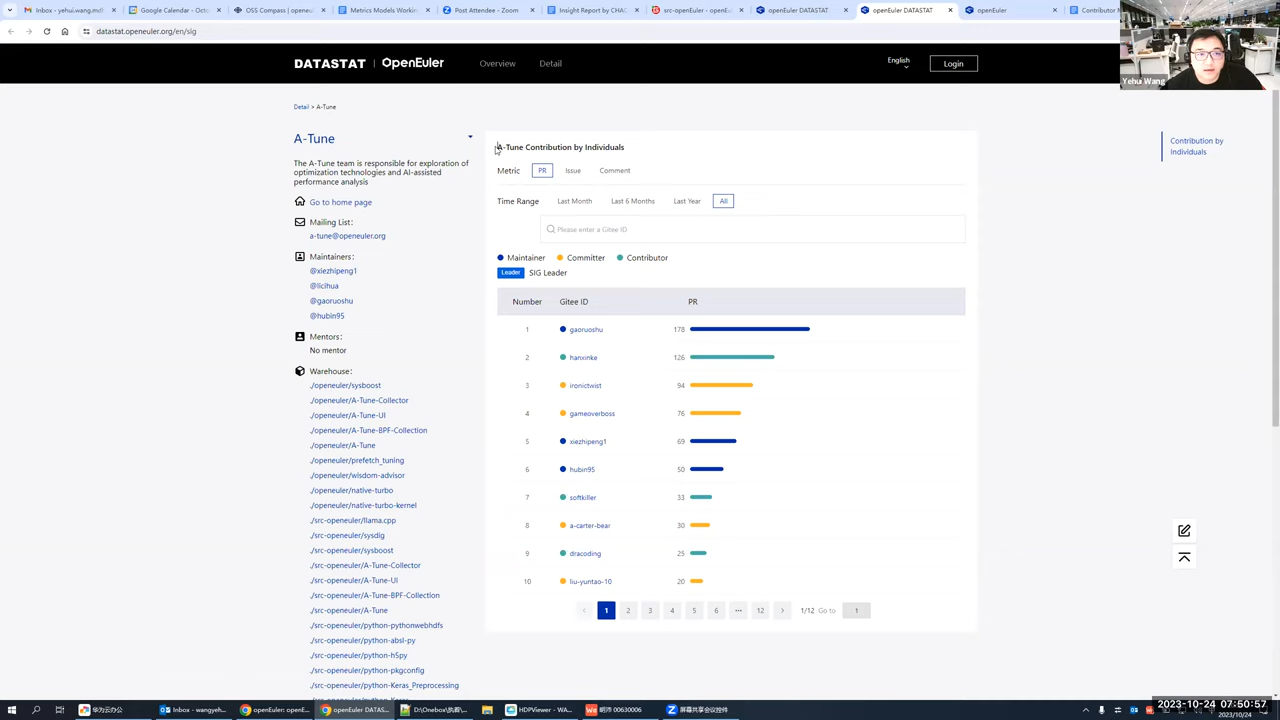 Inbox - yehui.wang.mdh
Google Calendar - Octo
OSS Compass | openeul
Metrics Models Workin
Post Attendee - Zoom
Insight Report by CHAO
src-openEuler - openEu
openEuler DATASTAT
openEuler DATASTAT
openEuler
Contributor M
datastat.openeuler.org/en/sig
DATASTAT | OpenEuler
Overview
Detail
English
Login
Yehui Wang
Detail > A-Tune
A-Tune
The A-Tune team is responsible for exploration of
optimization technologies and AI-assisted
performance analysis
Go to home page
Mailing List:
a-tune@openeuler.org
Maintainers:
@xiezhipeng1
@licihua
@gaoruoshu
@hubin95
Mentors:
No mentor
Warehouse:
./openeuler/sysboost
./openeuler/A-Tune-Collector
./openeuler/A-Tune-UI
./openeuler/A-Tune-BPF-Collection
./openeuler/A-Tune
./openeuler/prefetch_tuning
./openeuler/wisdom-advisor
./openeuler/native-turbo
./openeuler/native-turbo-kernel
./src-openeuler/llama.cpp
./src-openeuler/sysdig
./src-openeuler/sysboost
./src-openeuler/A-Tune-Collector
./src-openeuler/A-Tune-UI
./src-openeuler/A-Tune-BPF-Collection
./src-openeuler/A-Tune
./src-openeuler/python-pythonwebhdfs
./src-openeuler/python-absl-py
./src-openeuler/python-h5py
./src-openeuler/python-pkgconfig
./src-openeuler/python-Keras_Preprocessing
A-Tune Contribution by Individuals
Metric PR Issue Comment
Time Range Last Month Last 6 Months Last Year All
Please enter a Gitee ID
Maintainer Committer Contributor
Leader SIG Leader
Number Gitee ID PR
1 gaoruoshu 178
2 hanxinke 126
3 ironictwist 94
4 gameoverboss 76
5 xiezhipeng1 69
6 hubin95 50
7 softkiller 33
8 a-carter-bear 30
9 dracoding 25
10 liu-yuntao-10 20
1 2 3 4 5 6 ••• 12 1/12 Go to 1
Contribution by
Individuals
华为云办公
Inbox - wangyeh...
openEuler: openE...
openEuler DATAS...
D:\Onebox\执着\...
HDPViewer - WA...
明沛 00630006
屏幕共享会议控件
2023-10-24 07:50:57
2023/10/24